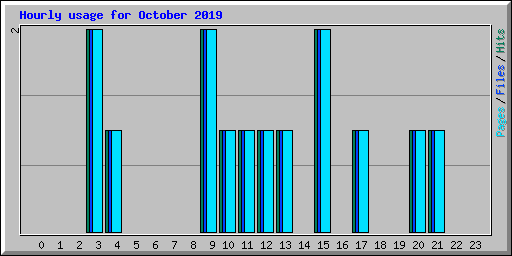 Hourly usage for October 2019
2
Pages/Files/Hits
0 1 2 3 4 5 6 7 8 9 10 11 12 13 14 15 16 17 18 19 20 21 22 23